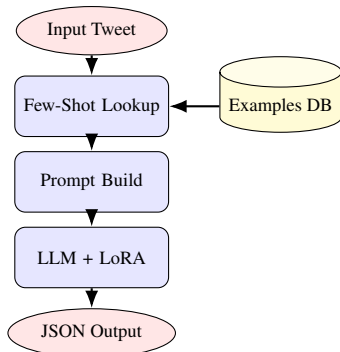 Input Tweet
Few-Shot Lookup
Examples DB
Prompt Build
LLM + LoRA
JSON Output